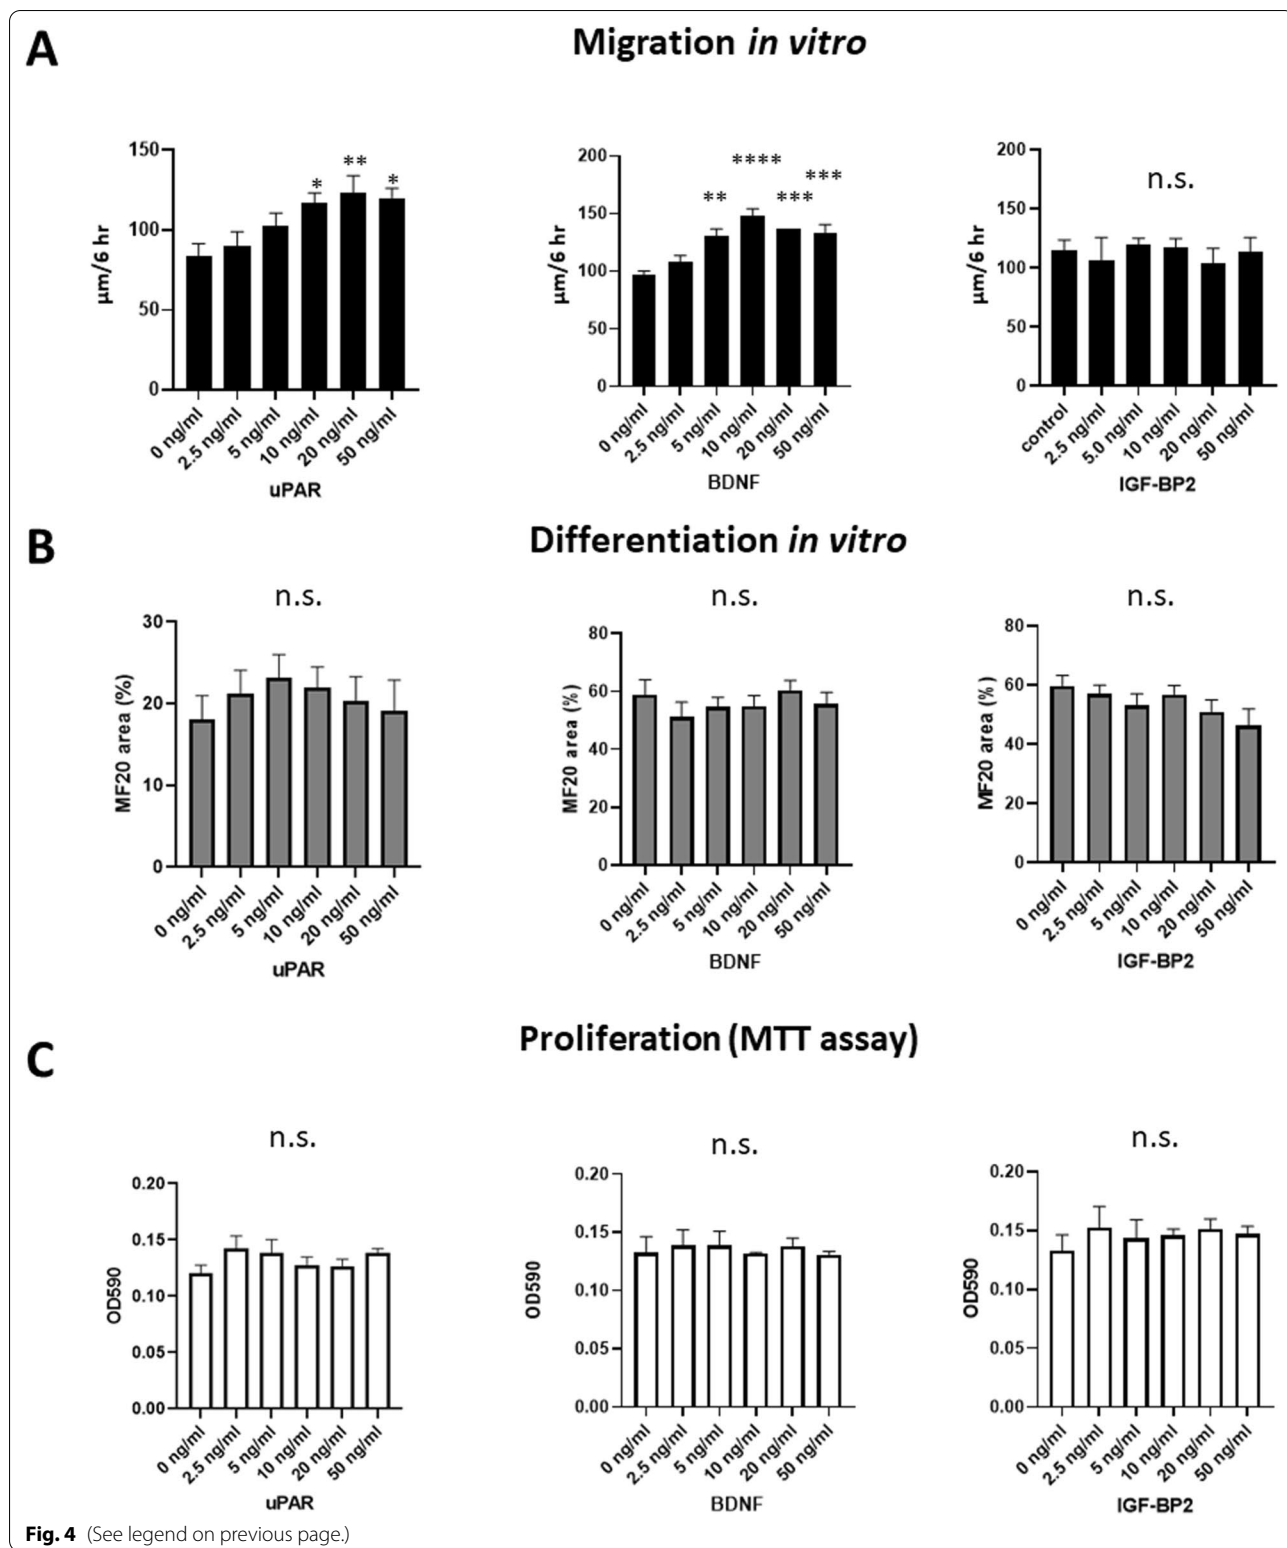 A
Migration in vitro
150
100
50
0
µm/6 hr
*
**
*
0 ng/ml
2.5 ng/ml
5 ng/ml
10 ng/ml
20 ng/ml
50 ng/ml
uPAR
200
150
100
50
0
µm/6 hr
**
****
***
***
0 ng/ml
2.5 ng/ml
5 ng/ml
10 ng/ml
20 ng/ml
50 ng/ml
BDNF
200
150
100
50
0
µm/6 hr
n.s.
control
2.5 ng/ml
5.0 ng/ml
10 ng/ml
20 ng/ml
50 ng/ml
IGF-BP2
B
Differentiation in vitro
n.s.
30
20
10
0
MF20 area (%)
0 ng/ml
2.5 ng/ml
5 ng/ml
10 ng/ml
20 ng/ml
50 ng/ml
uPAR
n.s.
80
60
40
20
0
MF20 area (%)
0 ng/ml
2.5 ng/ml
5 ng/ml
10 ng/ml
20 ng/ml
50 ng/ml
BDNF
n.s.
80
60
40
20
0
MF20 area (%)
0 ng/ml
2.5 ng/ml
5 ng/ml
10 ng/ml
20 ng/ml
50 ng/ml
IGF-BP2
C
Proliferation (MTT assay)
n.s.
0.20
0.15
0.10
0.05
0.00
OD590
0 ng/ml
2.5 ng/ml
5 ng/ml
10 ng/ml
20 ng/ml
50 ng/ml
uPAR
n.s.
0.20
0.15
0.10
0.05
0.00
OD590
0 ng/ml
2.5 ng/ml
5 ng/ml
10 ng/ml
20 ng/ml
50 ng/ml
BDNF
n.s.
0.20
0.15
0.10
0.05
0.00
OD590
0 ng/ml
2.5 ng/ml
5 ng/ml
10 ng/ml
20 ng/ml
50 ng/ml
IGF-BP2
Fig. 4 (See legend on previous page.)